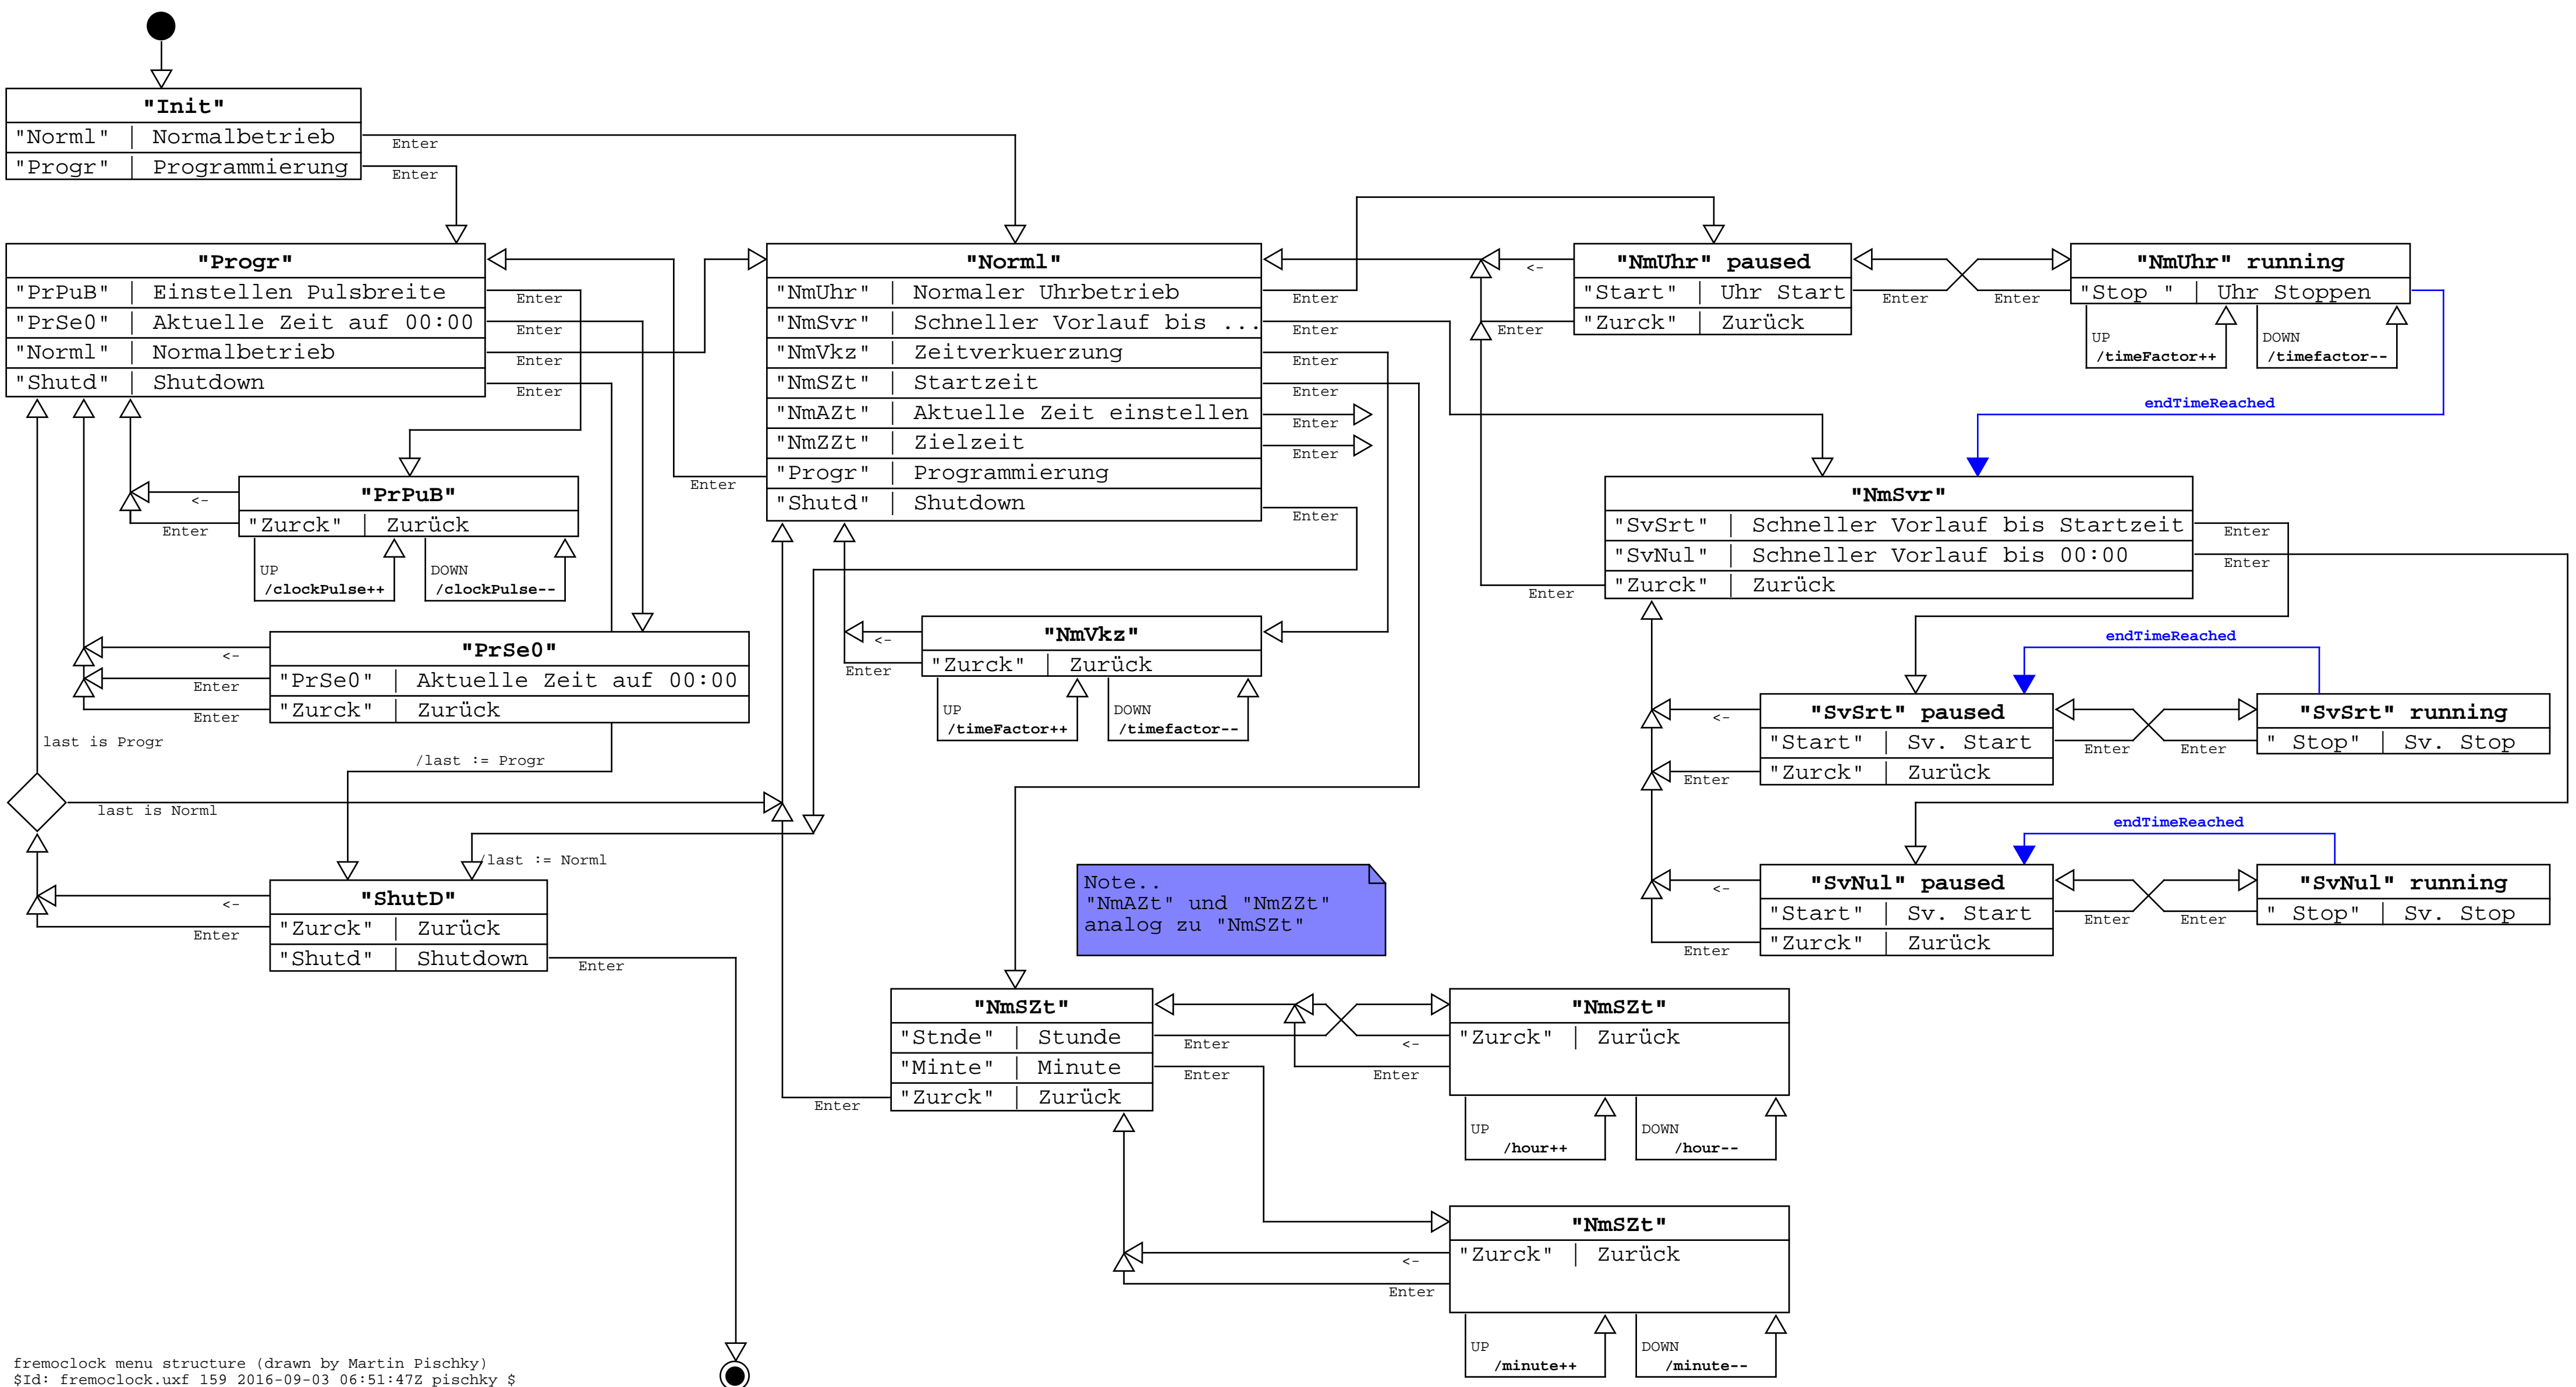 "Init"
"Norml" | Normalbetrieb
Enter
"Progr" | Programmierung
Enter
"Progr"
"PrPuB" | Einstellen Pulsbreite
Enter
"PrSe0" | Aktuelle Zeit auf 00:00
Enter
"Norml" | Normalbetrieb
Enter
"Shutd" | Shutdown
Enter
"Norml"
"NmUhr" | Normaler Uhrbetrieb
Enter
"NmSvr" | Schneller Vorlauf bis ...
Enter
"NmVkz" | Zeitverkuerzung
Enter
"NmSZt" | Startzeit
Enter
"NmAZt" | Aktuelle Zeit einstellen
Enter
"NmZZt" | Zielzeit
Enter
"Progr" | Programmierung
Enter
"Shutd" | Shutdown
Enter
"NmUhr" paused
<-
"Start" | Uhr Start
Enter
"Zurck" | Zurück
Enter
"NmUhr" running
"Stop " | Uhr Stoppen
Enter
UP
/timeFactor++
DOWN
/timefactor--
endTimeReached
"PrPuB"
<-
"Zurck" | Zurück
Enter
UP
/clockPulse++
DOWN
/clockPulse--
"PrSe0"
<-
"PrSe0" | Aktuelle Zeit auf 00:00
Enter
"Zurck" | Zurück
Enter
last is Progr
/last := Progr
last is Norml
/last := Norml
"ShutD"
<-
"Zurck" | Zurück
Enter
"Shutd" | Shutdown
Enter
"NmVkz"
<-
"Zurck" | Zurück
Enter
UP
/timeFactor++
DOWN
/timefactor--
"NmSvr"
"SvSrt" | Schneller Vorlauf bis Startzeit
Enter
"SvNul" | Schneller Vorlauf bis 00:00
Enter
"Zurck" | Zurück
Enter
endTimeReached
"SvSrt" paused
<-
"Start" | Sv. Start
Enter
"Zurck" | Zurück
Enter
"SvSrt" running
" Stop" | Sv. Stop
Enter
endTimeReached
"SvNul" paused
<-
"Start" | Sv. Start
Enter
"Zurck" | Zurück
Enter
"SvNul" running
" Stop" | Sv. Stop
Enter
Note..
"NmAZt" und "NmZZt"
analog zu "NmSZt"
"NmSZt"
"Stnde" | Stunde
Enter
"Minte" | Minute
Enter
"Zurck" | Zurück
Enter
"NmSZt"
"Zurck" | Zurück
<-
Enter
UP
/hour++
DOWN
/hour--
"NmSZt"
"Zurck" | Zurück
<-
Enter
UP
/minute++
DOWN
/minute--
fremoclock menu structure (drawn by Martin Pischky)
$Id: fremoclock.uxf 159 2016-09-03 06:51:47Z pischky $